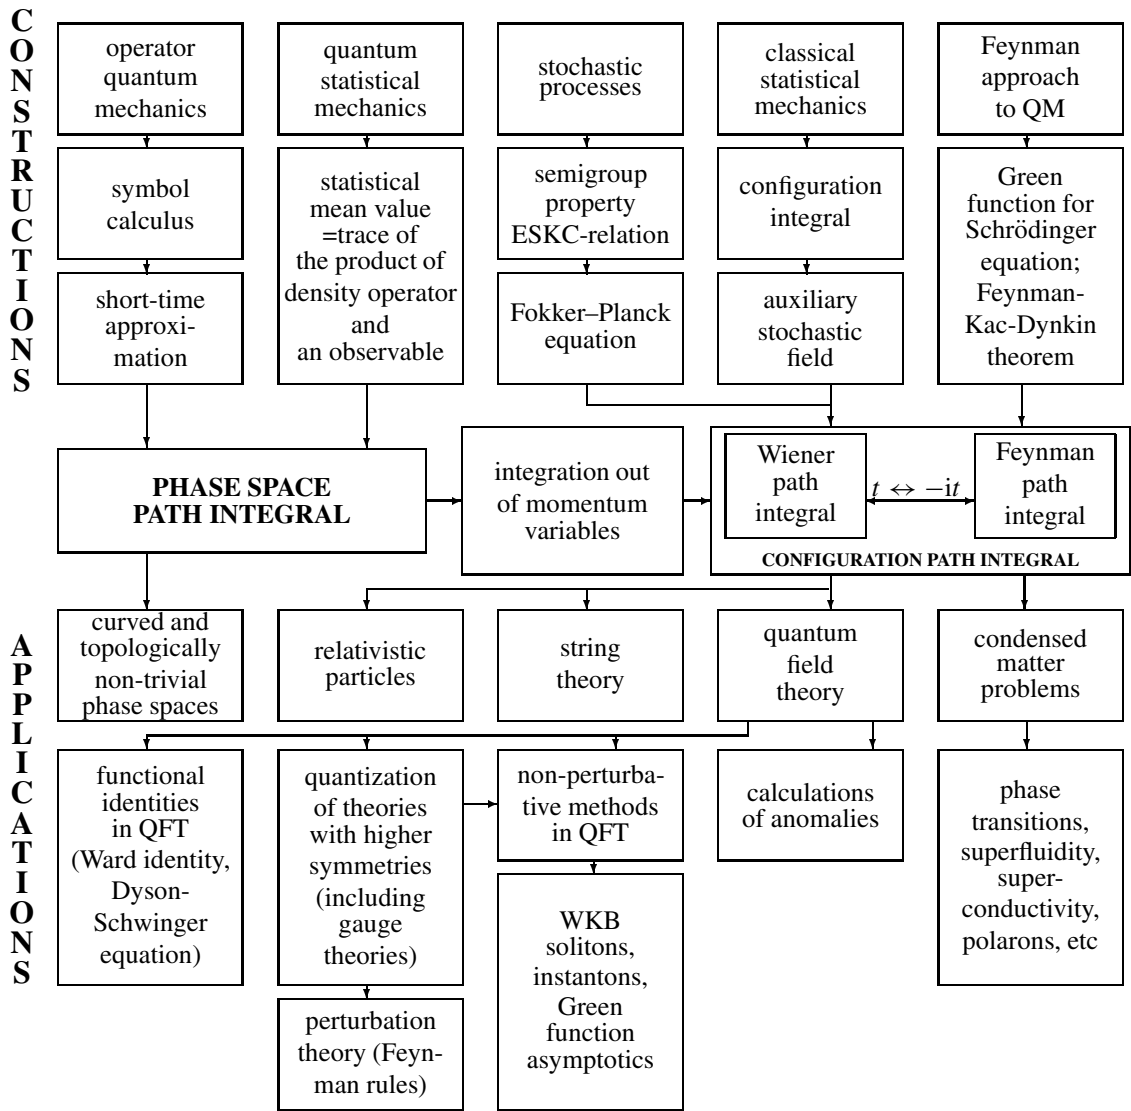 CONSTRUCTIONS
operator
quantum
mechanics
quantum
statistical
mechanics
stochastic
processes
classical
statistical
mechanics
Feynman
approach
to QM
symbol
calculus
statistical
mean value
=trace of
the product of
density operator
and
an observable
semigroup
property
ESKC-relation
configuration
integral
Green
function for
Schrödinger
equation;
Feynman-
Kac-Dynkin
theorem
short-time
approxi-
mation
Fokker–Planck
equation
auxiliary
stochastic
field
PHASE SPACE
PATH INTEGRAL
integration out
of momentum
variables
Wiener
path
integral
t ↔ −it
Feynman
path
integral
CONFIGURATION PATH INTEGRAL
APPLICATIONS
curved and
topologically
non-trivial
phase spaces
relativistic
particles
string
theory
quantum
field
theory
condensed
matter
problems
functional
identities
in QFT
(Ward identity,
Dyson-
Schwinger
equation)
quantization
of theories
with higher
symmetries
(including
gauge
theories)
non-perturba-
tive methods
in QFT
calculations
of anomalies
phase
transitions,
superfluidity,
super-
conductivity,
polarons, etc
WKB
solitons,
instantons,
Green
function
asymptotics
perturbation
theory (Feyn-
man rules)